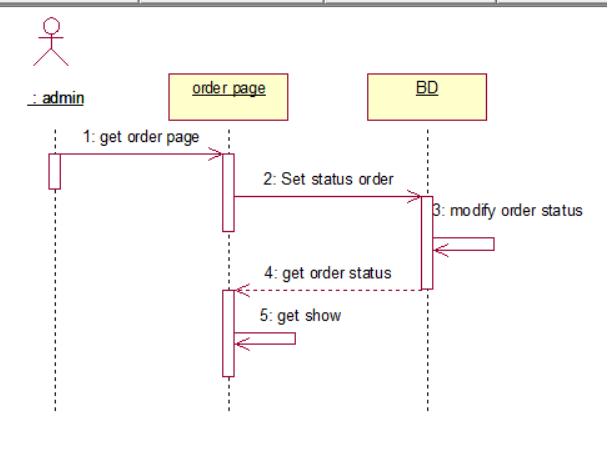 : admin
order page
BD
1: get order page
2: Set status order
3: modify order status
4: get order status
5: get show